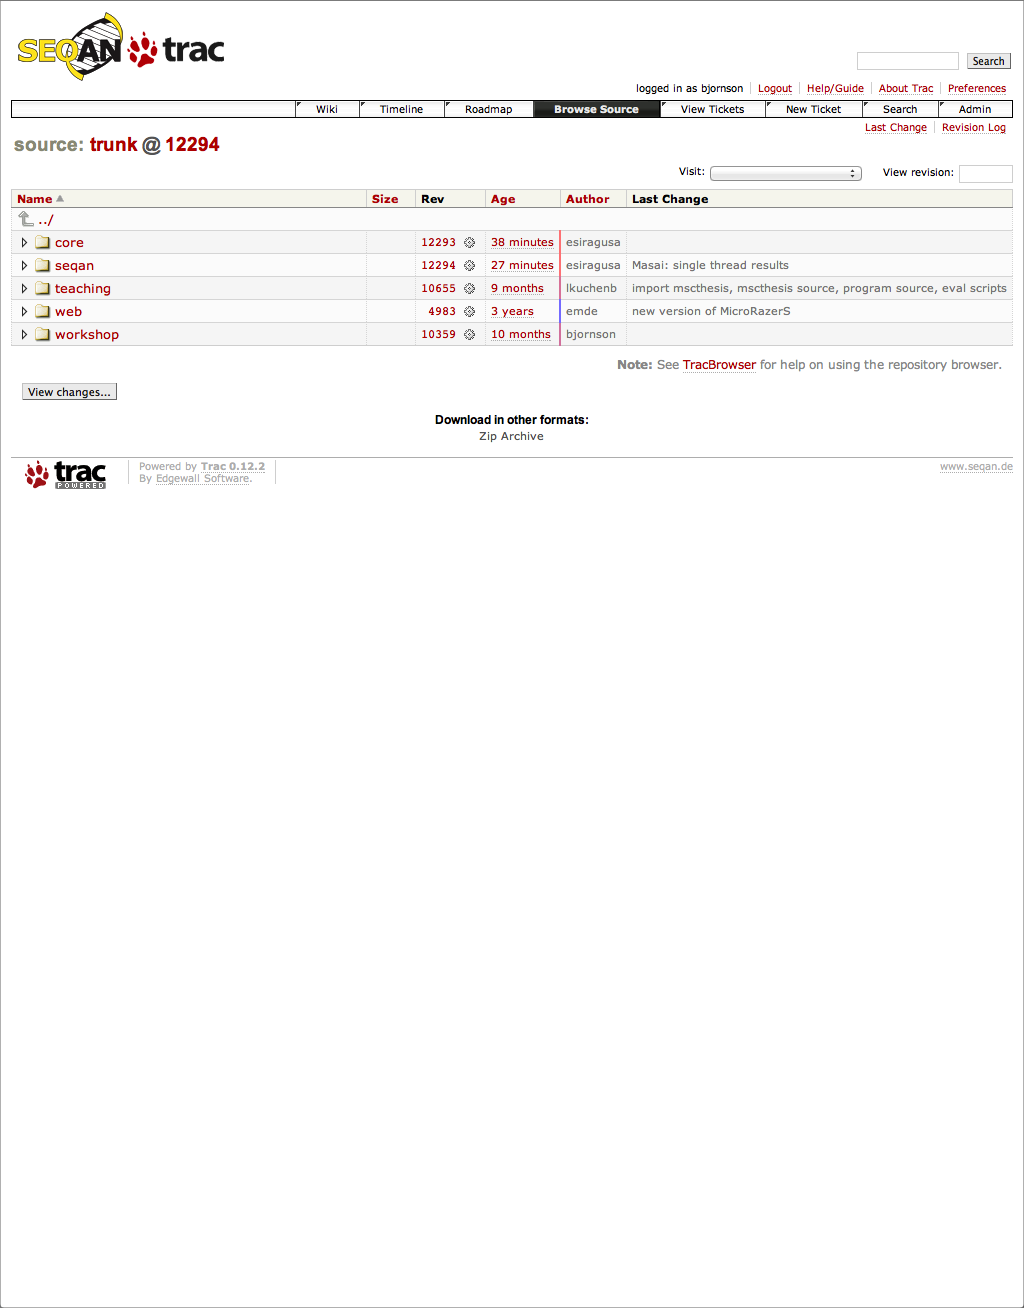 SEQAN trac
Search
logged in as bjornson Logout Help/Guide About Trac Preferences
Wiki Timeline Roadmap Browse Source View Tickets New Ticket Search Admin
Last Change Revision Log
source: trunk @ 12294
Visit: View revision:
Name Size Rev Age Author Last Change
../
core 12293 38 minutes esiragusa
seqan 12294 27 minutes esiragusa Masai: single thread results
teaching 10655 9 months lkuchenb import mscthesis, mscthesis source, program source, eval scripts
web 4983 3 years emde new version of MicroRazerS
workshop 10359 10 months bjornson
Note: See TracBrowser for help on using the repository browser.
View changes...
Download in other formats:
Zip Archive
trac POWERED
Powered by Trac 0.12.2
By Edgewall Software.
www.seqan.de